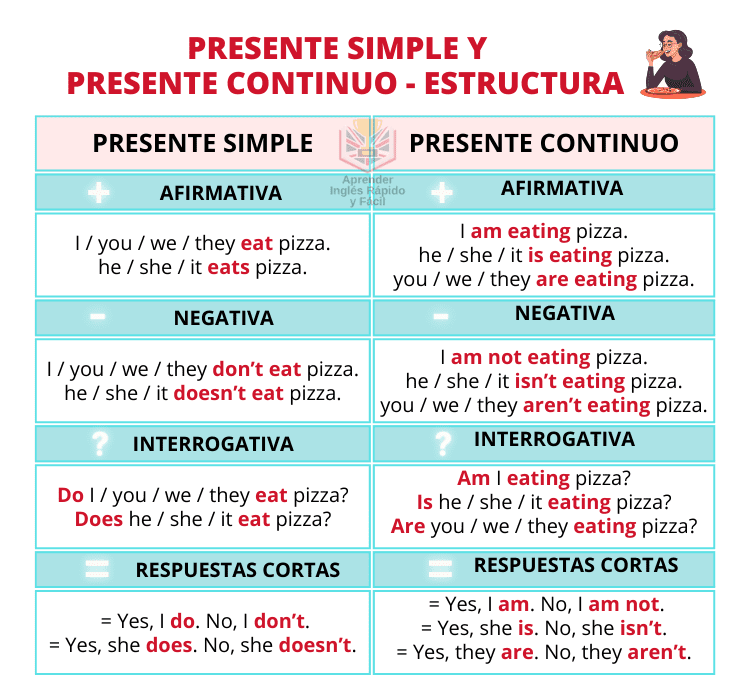 PRESENTE SIMPLE Y
PRESENTE CONTINUO - ESTRUCTURA
PRESENTE SIMPLE
PRESENTE CONTINUO
Aprender
Inglés Rápido
y Fácil
+ AFIRMATIVA
+ AFIRMATIVA
I / you / we / they eat pizza.
he / she / it eats pizza.
I am eating pizza.
he / she / it is eating pizza.
you / we / they are eating pizza.
- NEGATIVA
- NEGATIVA
I / you / we / they don’t eat pizza.
he / she / it doesn’t eat pizza.
I am not eating pizza.
he / she / it isn’t eating pizza.
you / we / they aren’t eating pizza.
? INTERROGATIVA
? INTERROGATIVA
Do I / you / we / they eat pizza?
Does he / she / it eat pizza?
Am I eating pizza?
Is he / she / it eating pizza?
Are you / we / they eating pizza?
= RESPUESTAS CORTAS
= RESPUESTAS CORTAS
= Yes, I do. No, I don’t.
= Yes, she does. No, she doesn’t.
= Yes, I am. No, I am not.
= Yes, she is. No, she isn’t.
= Yes, they are. No, they aren’t.